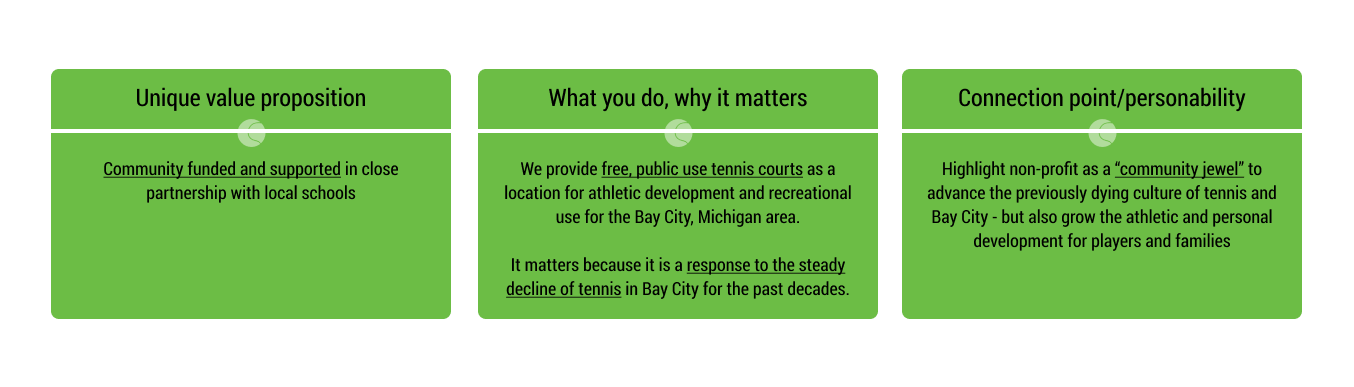 Unique value proposition
Community funded and supported in close
partnership with local schools
What you do, why it matters
We provide free, public use tennis courts as a
location for athletic development and recreational
use for the Bay City, Michigan area.
It matters because it is a response to the steady
decline of tennis in Bay City for the past decades.
Connection point/personability
Highlight non-profit as a “community jewel” to
advance the previously dying culture of tennis and
Bay City - but also grow the athletic and personal
development for players and families